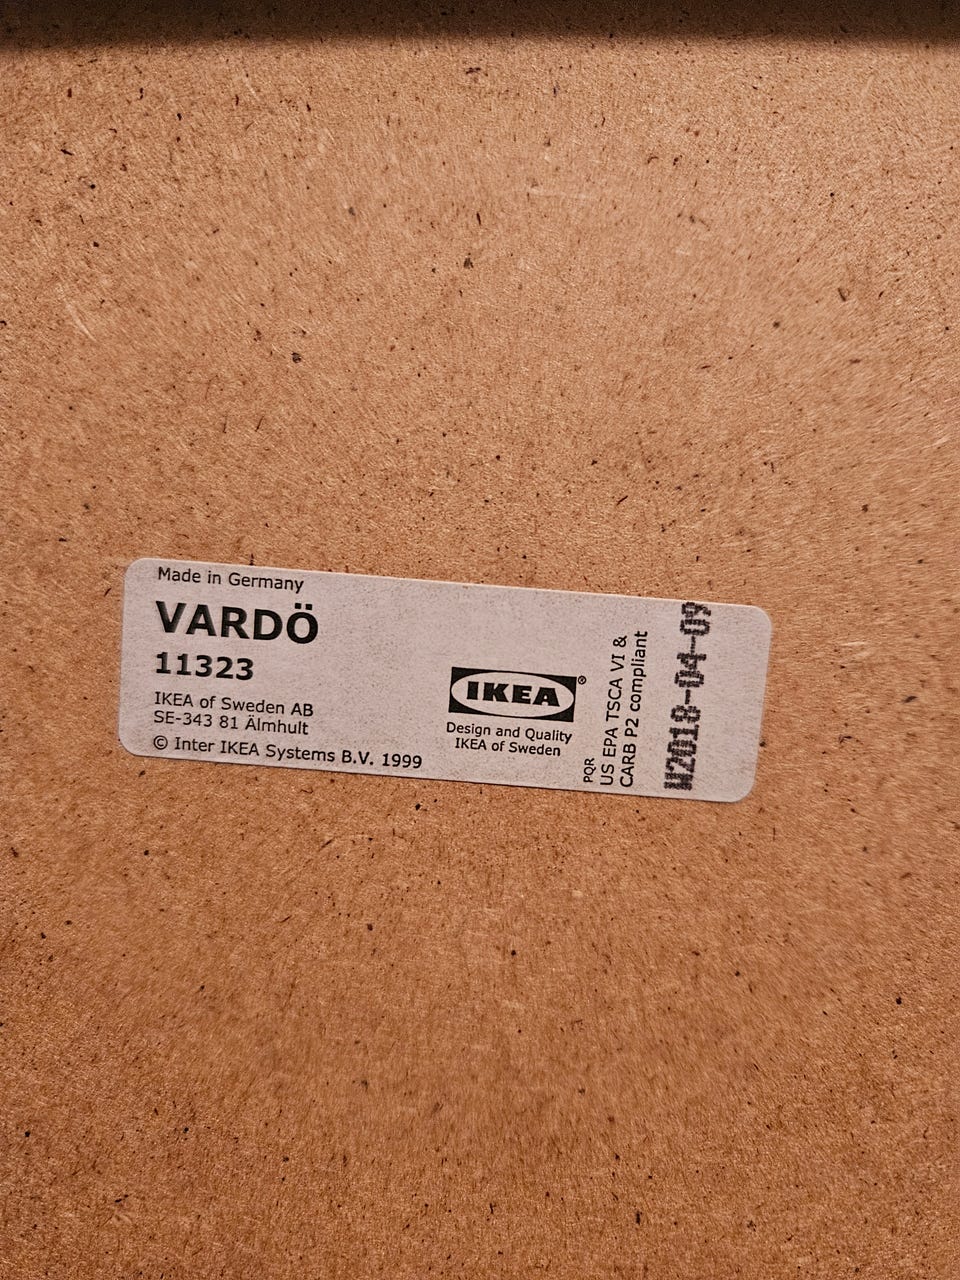 Made in Germany
VARDÖ
11323
IKEA of Sweden AB
SE-343 81 Älmhult
© Inter IKEA Systems B.V. 1999
IKEA®
Design and Quality
IKEA of Sweden
PQR
US EPA TSCA VI &
CARB P2 compliant
W2018-04-09